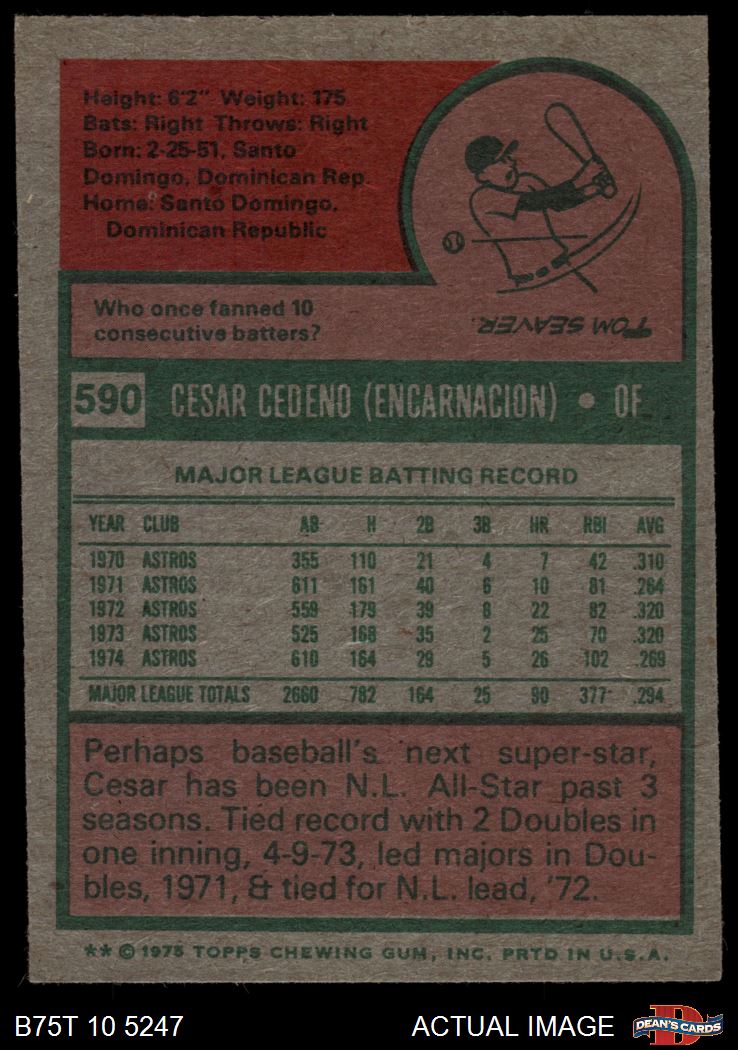 Height: 6'2" Weight: 175
Bats: Right Throws: Right
Born: 2-25-51, Santo
Domingo, Dominican Rep.
Home: Santo Domingo,
Dominican Republic
Who once fanned 10
consecutive batters?
TOM SEAVER.
590 CESAR CEDENO (ENCARNACION) • OF
MAJOR LEAGUE BATTING RECORD
YEAR CLUB AB H 2B 3B HR RBI AVG
1970 ASTROS 355 110 21 4 7 42 .310
1971 ASTROS 611 161 40 6 10 81 .264
1972 ASTROS 559 179 39 8 22 82 .320
1973 ASTROS 525 168 35 2 25 70 .320
1974 ASTROS 610 164 29 5 26 102 .269
MAJOR LEAGUE TOTALS 2660 782 164 25 90 377 .294
Perhaps baseball's next super-star,
Cesar has been N.L. All-Star past 3
seasons. Tied record with 2 Doubles in
one inning, 4-9-73, led majors in Dou-
bles, 1971, & tied for N.L. lead, '72.
** © 1975 TOPPS CHEWING GUM, INC. PRTD IN U.S.A.
B75T 10 5247 ACTUAL IMAGE
D
DEAN'S CARDS